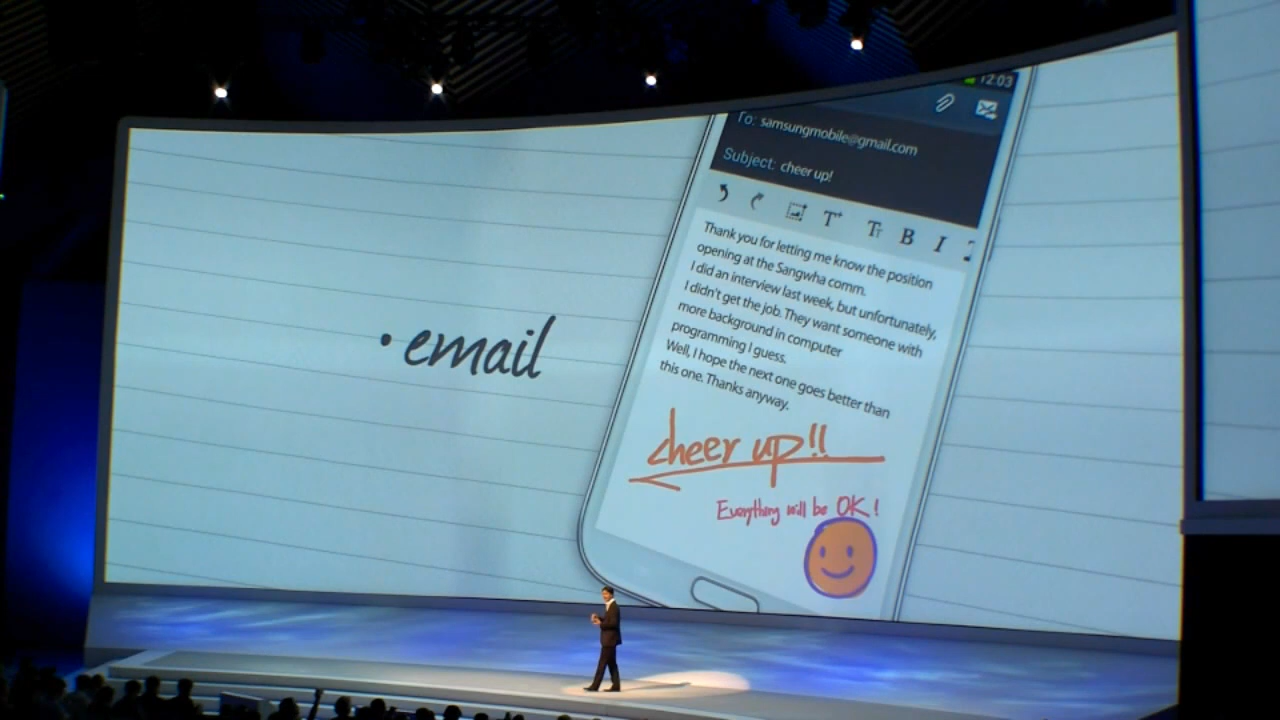 12:03
To: samsungmobile@gmail.com
Subject: cheer up!
T+ TT B I
Thank you for letting me know the position
opening at the Sangwha comm.
I did an interview last week, but unfortunately,
I didn't get the job. They want someone with
more background in computer
programming I guess.
Well, I hope the next one goes better than
this one. Thanks anyway.
• email
cheer up!!
Everything will be OK!